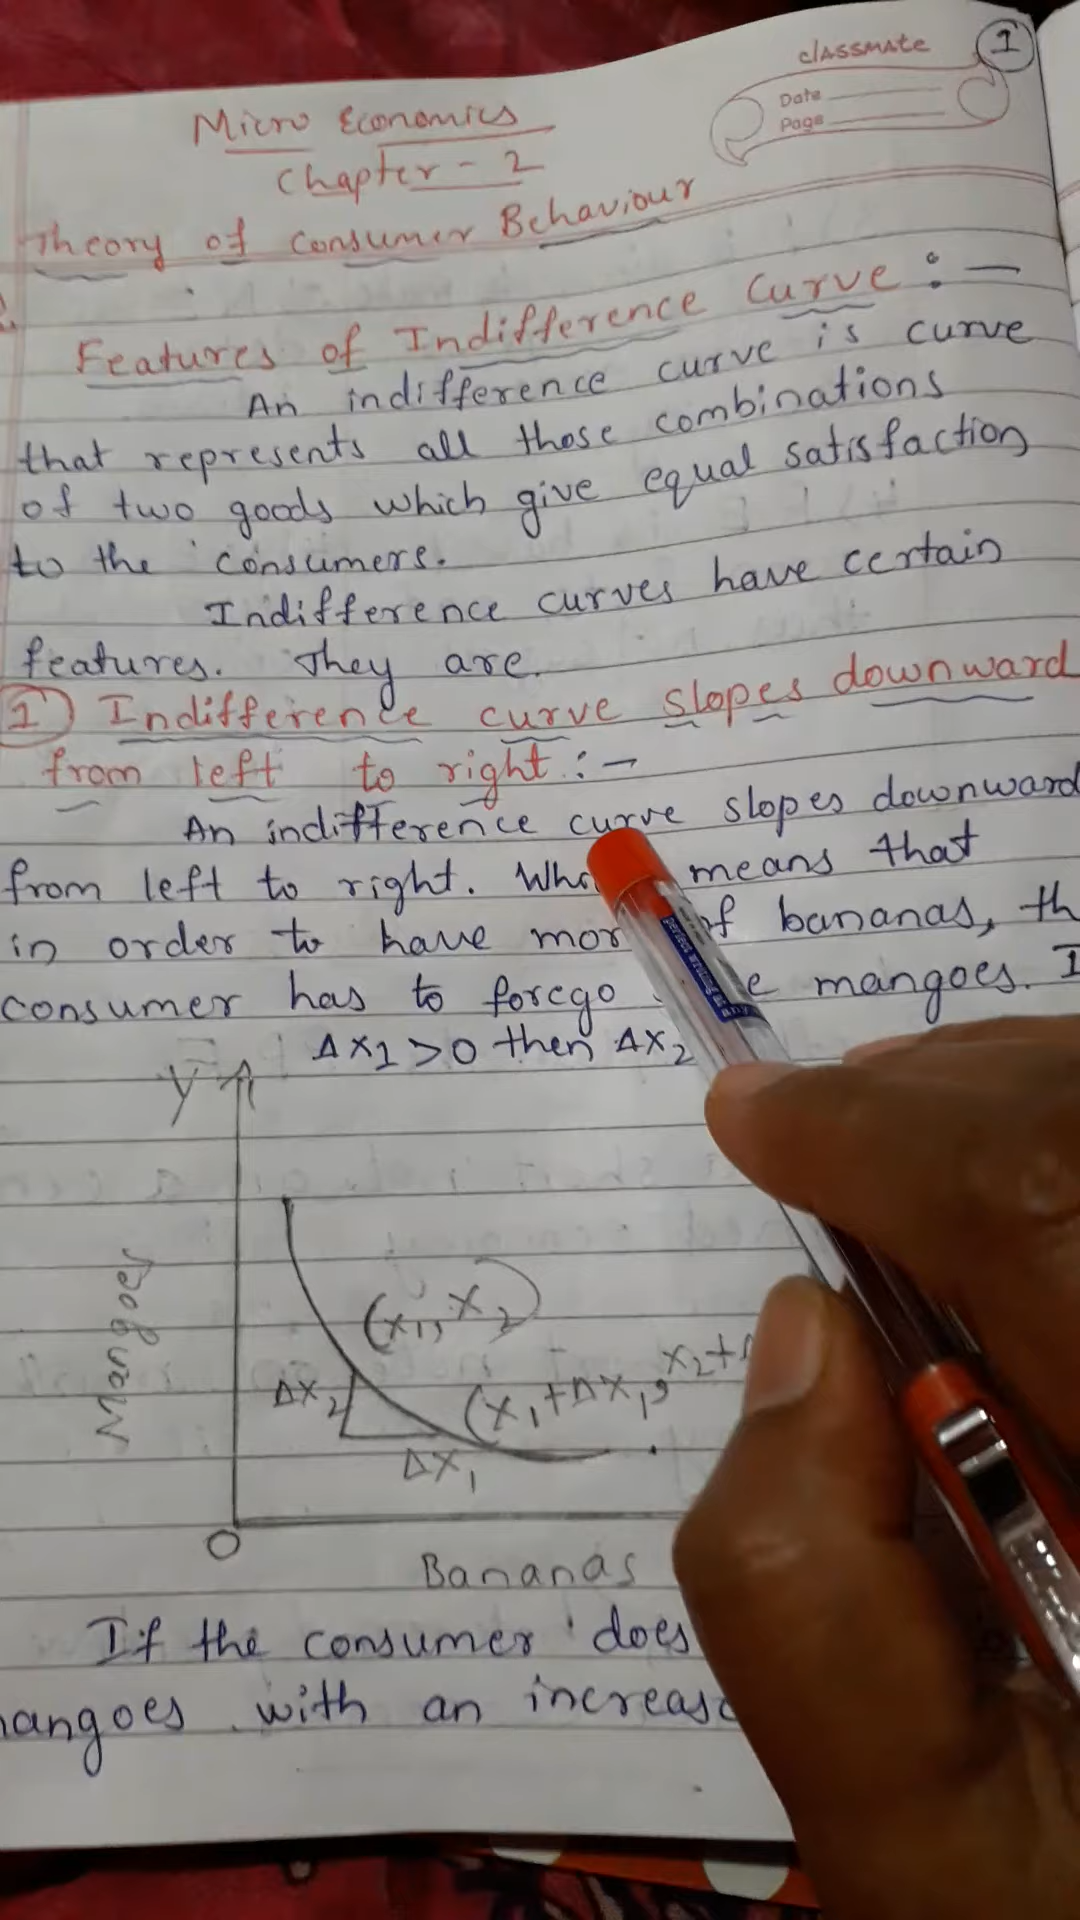 classmate
1
Date
Page
Micro Economics
Chapter - 2
Theory of Consumer Behaviour
Features of Indifference Curve : -
An indifference curve is curve
that represents all those combinations
of two goods which give equal satisfaction
to the consumers.
Indifference curves have certain
features. They are.
1) Indifference curve slopes downward
from left to right : -
An indifference curve slopes downward
from left to right. means that
in order to have of bananas,
consumer has to forego mangoes.
Δx1 > 0 then Δx2
Y
Mangoes
(x1, x2)
Δx2
(x1+Δx1, x2+
Δx1
O
Bananas
If the consumer does
with an
perfect writing